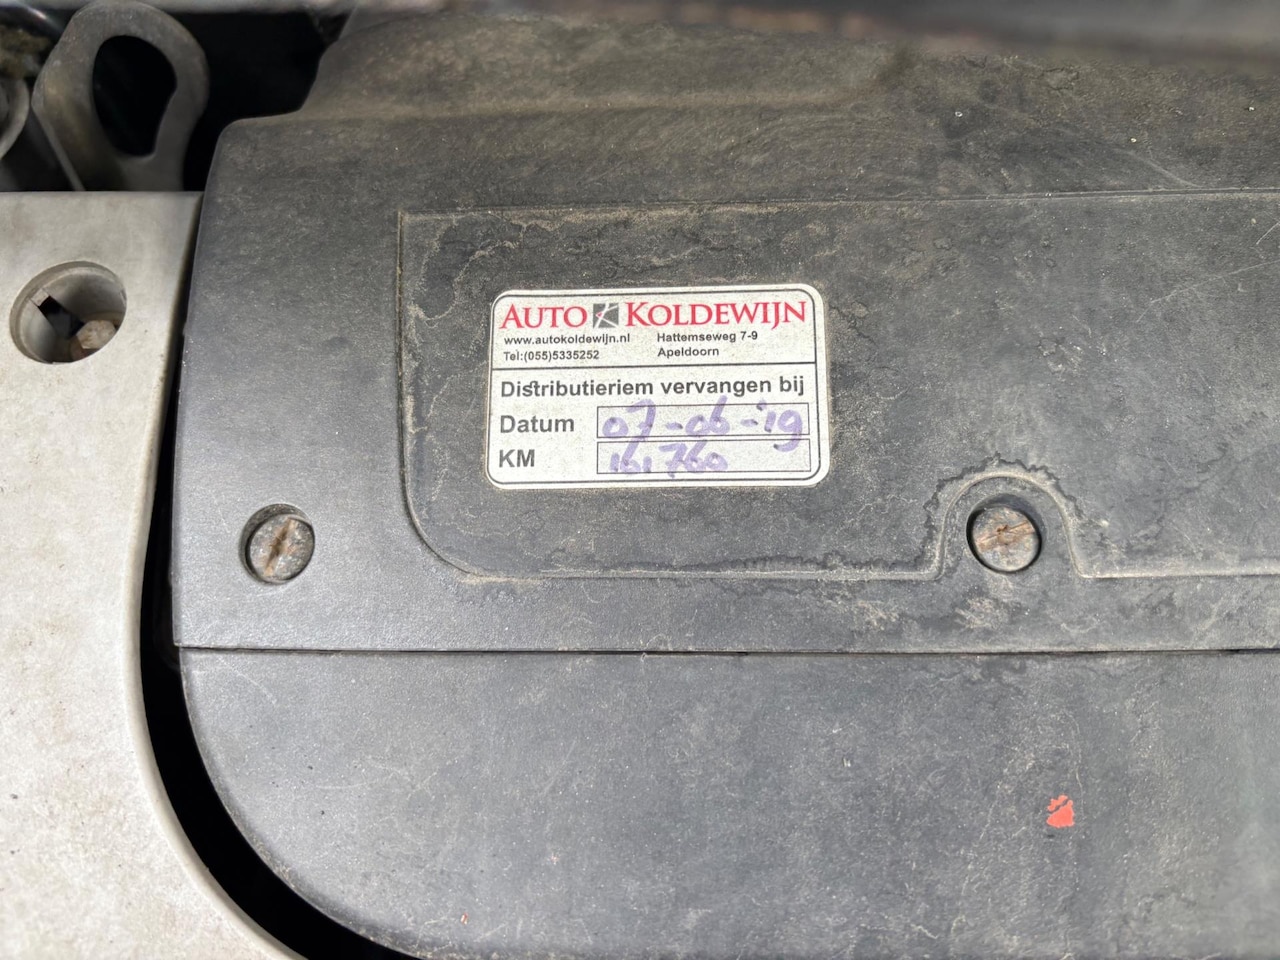 AUTO KOLDEWIJN
www.autokoldewijn.nl Hattemseweg 7-9
Tel:(055)5335252 Apeldoorn
Distributieriem vervangen bij
Datum 07-06-'19
KM 161.760